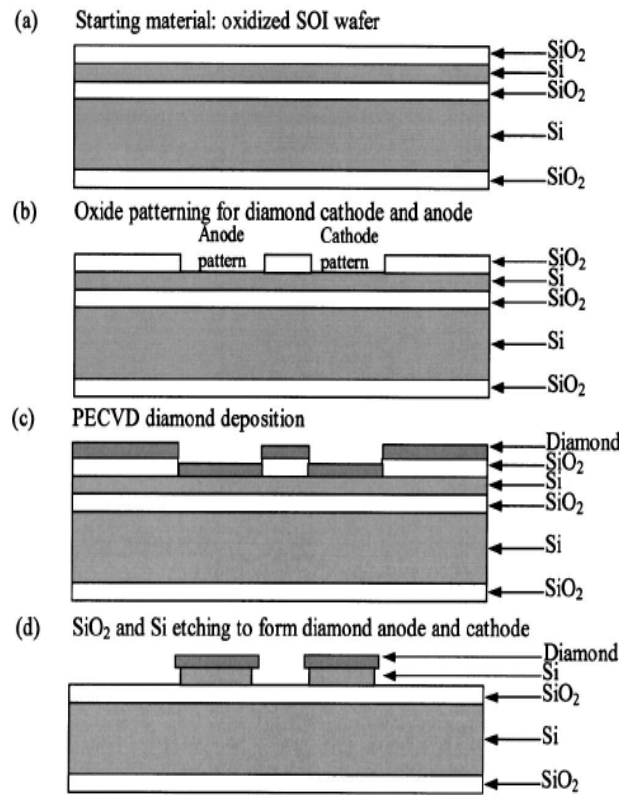 (a) Starting material: oxidized SOI wafer
SiO₂
Si
SiO₂
Si
SiO₂
(b) Oxide patterning for diamond cathode and anode
Anode pattern
Cathode pattern
SiO₂
Si
SiO₂
Si
SiO₂
(c) PECVD diamond deposition
Diamond
SiO₂
Si
SiO₂
Si
SiO₂
(d) SiO₂ and Si etching to form diamond anode and cathode
Diamond
Si
SiO₂
Si
SiO₂